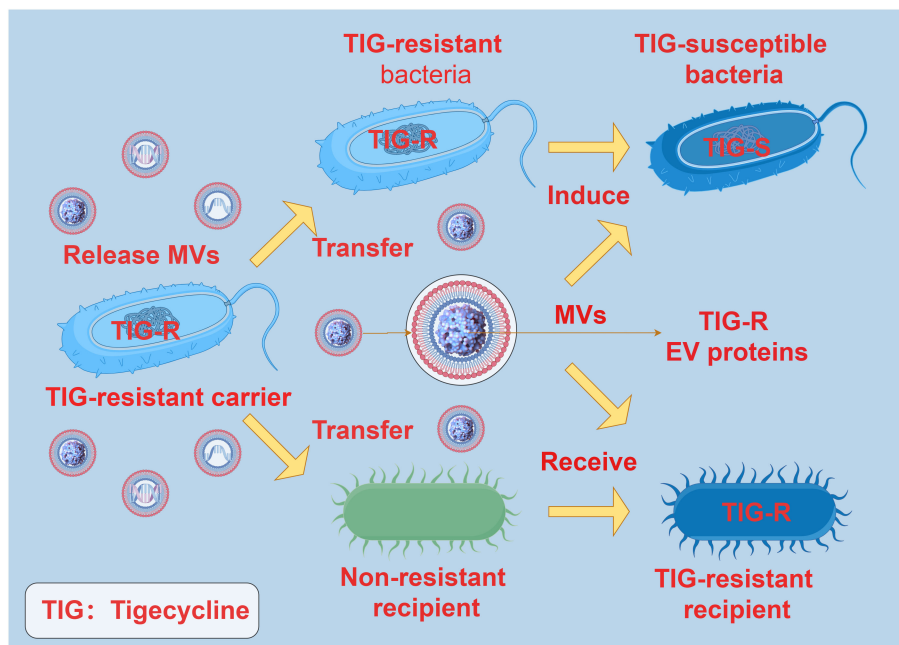 TIG-resistant
bacteria
TIG-susceptible
bacteria
TIG-R
TIG-S
Induce
Release MVs
Transfer
TIG-R
MVs
TIG-R
EV proteins
TIG-resistant carrier
Transfer
Receive
TIG-R
Non-resistant
recipient
TIG-resistant
recipient
TIG: Tigecycline